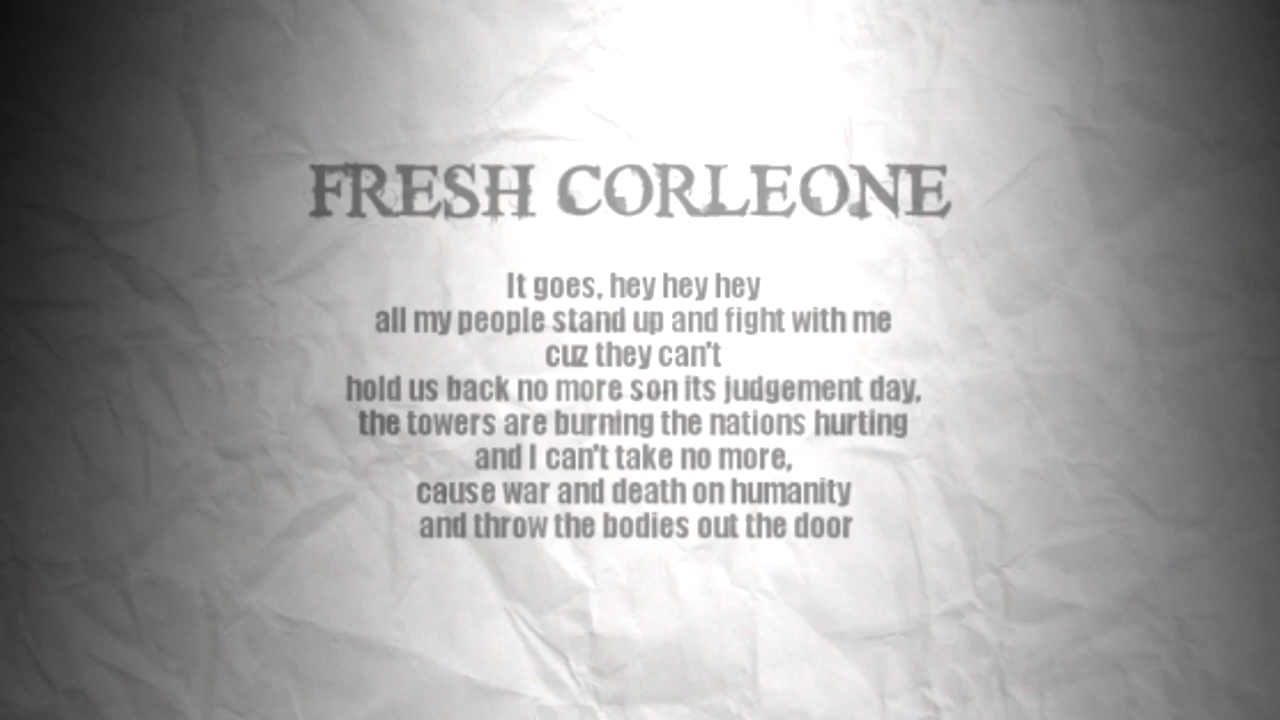 FRESH CORLEONE
It goes, hey hey hey
all my people stand up and fight with me
cuz they can't
hold us back no more son its judgement day,
the towers are burning the nations hurting
and I can't take no more,
cause war and death on humanity
and throw the bodies out the door